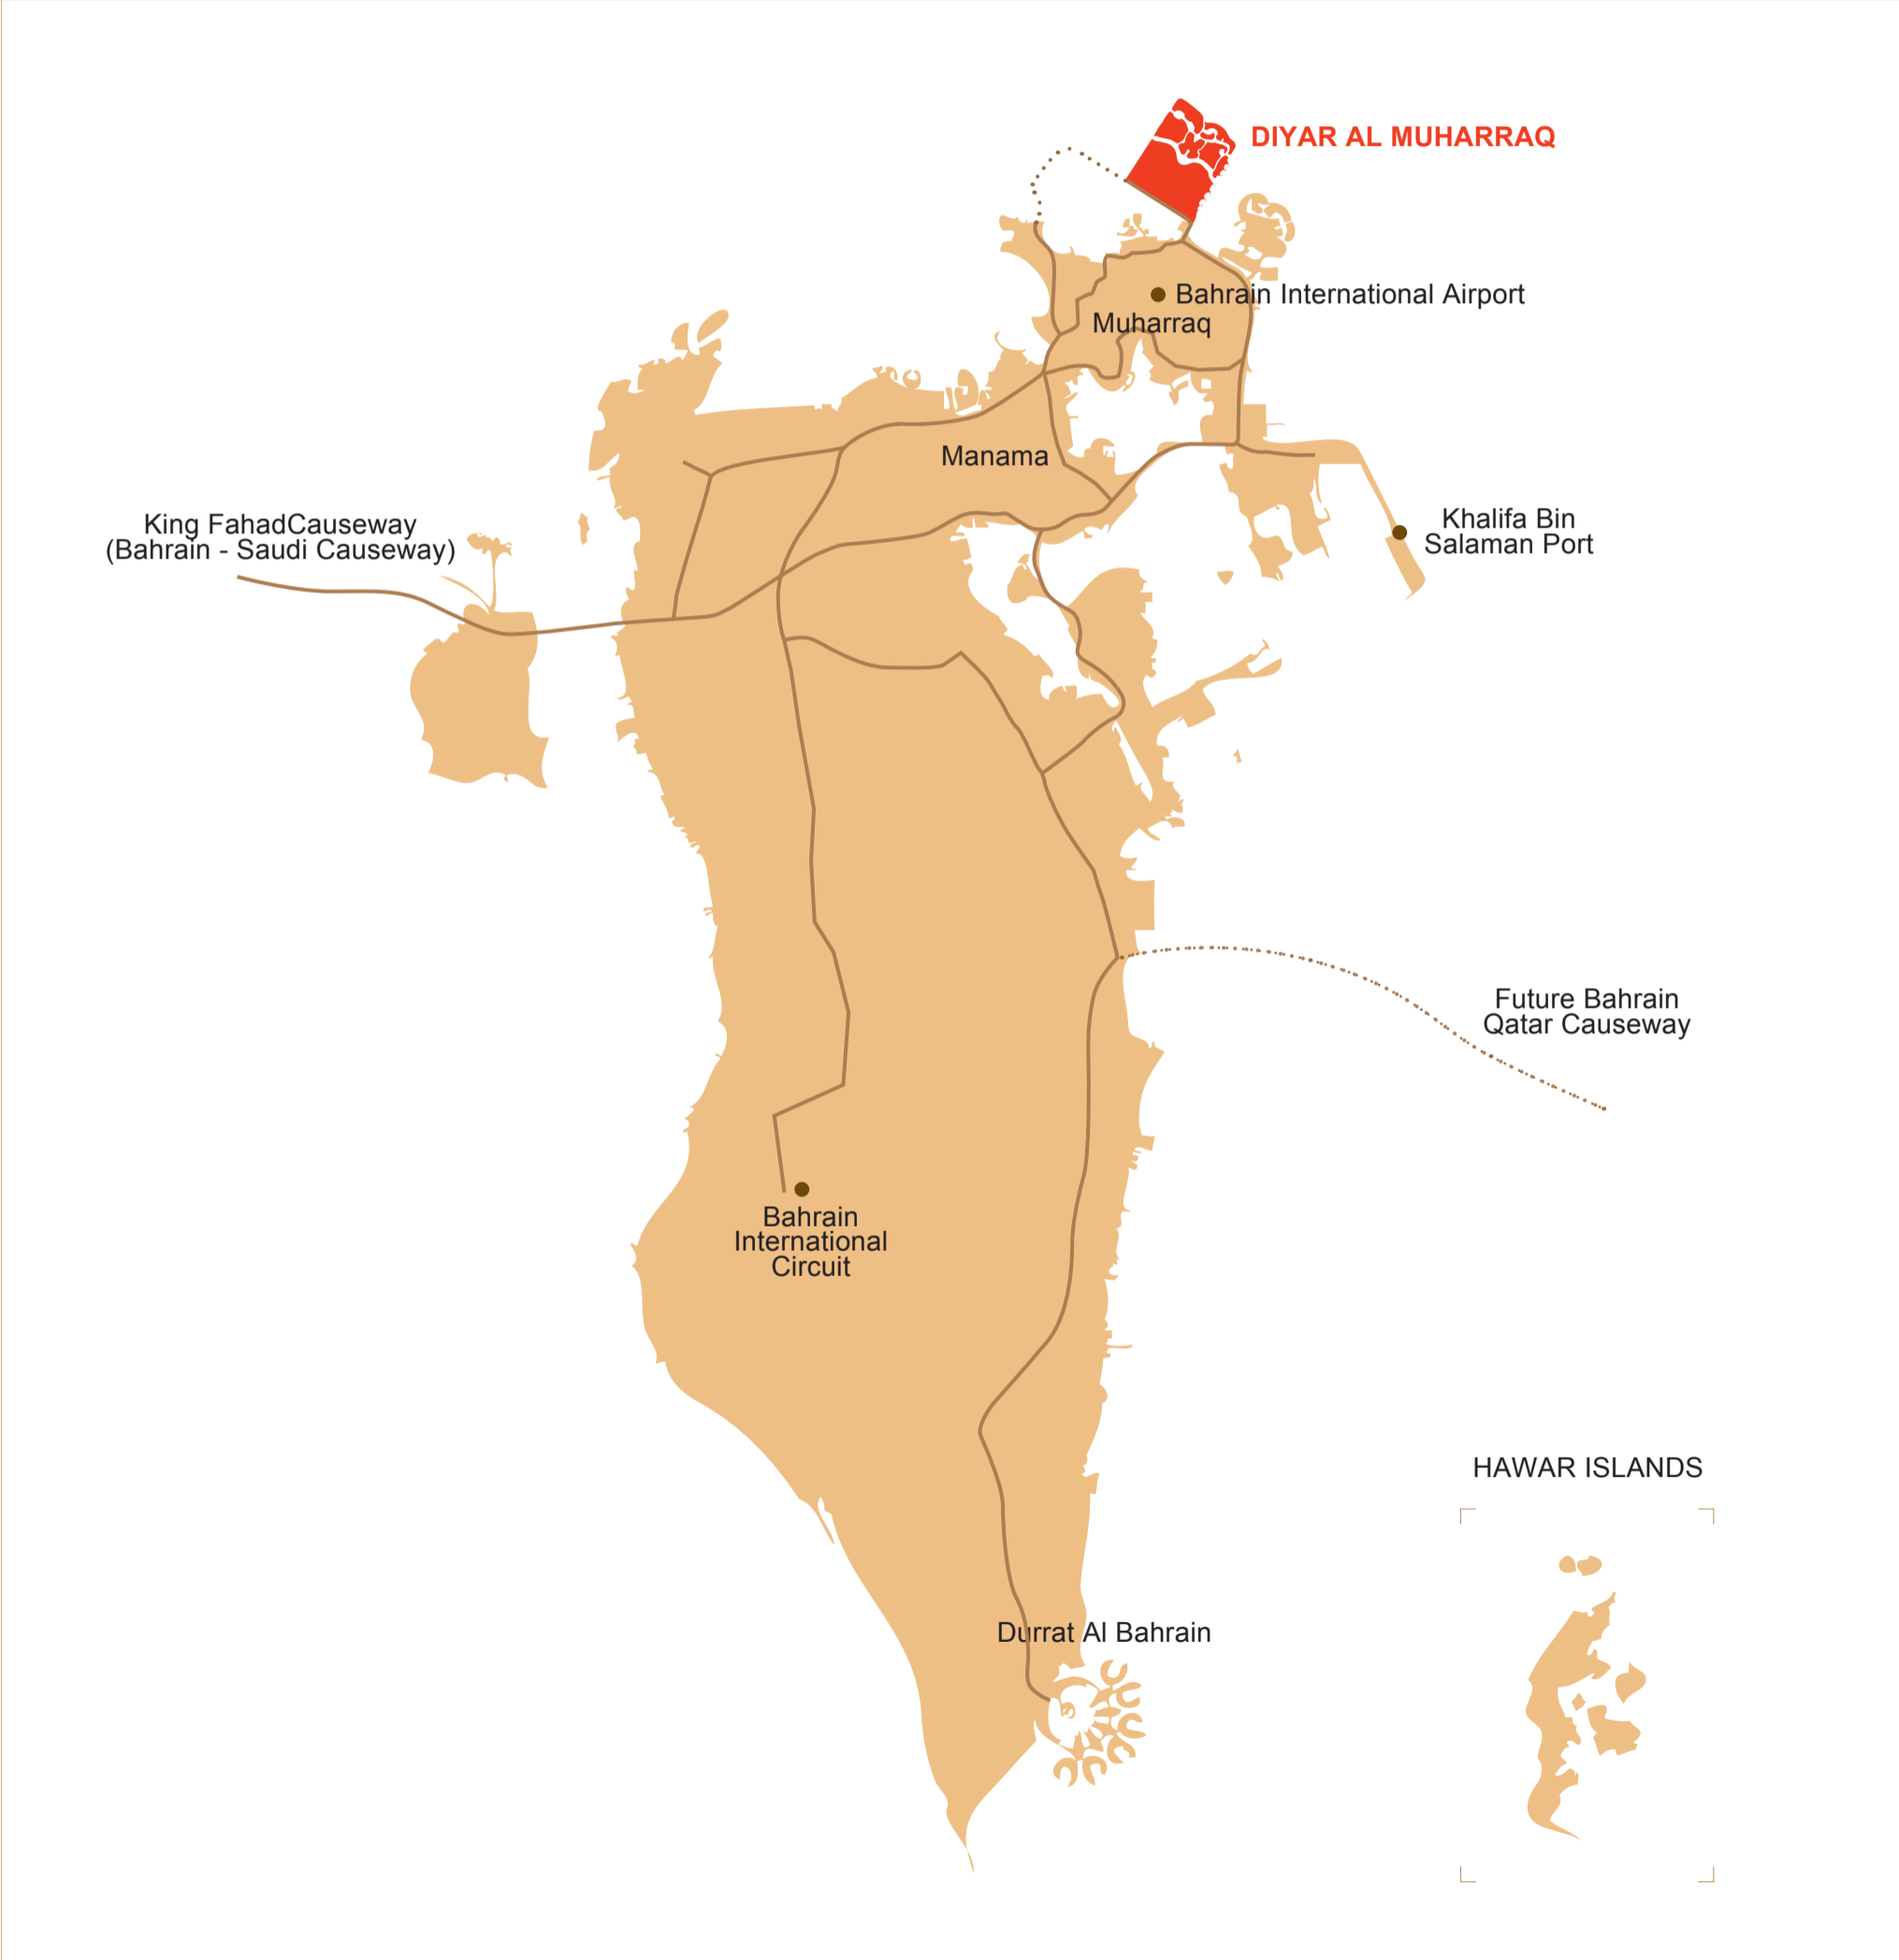 DIYAR AL MUHARRAQ
Bahrain International Airport
Muharraq
Manama
King FahadCauseway
(Bahrain - Saudi Causeway)
Khalifa Bin
Salaman Port
Future Bahrain
Qatar Causeway
Bahrain
International
Circuit
HAWAR ISLANDS
Durrat Al Bahrain